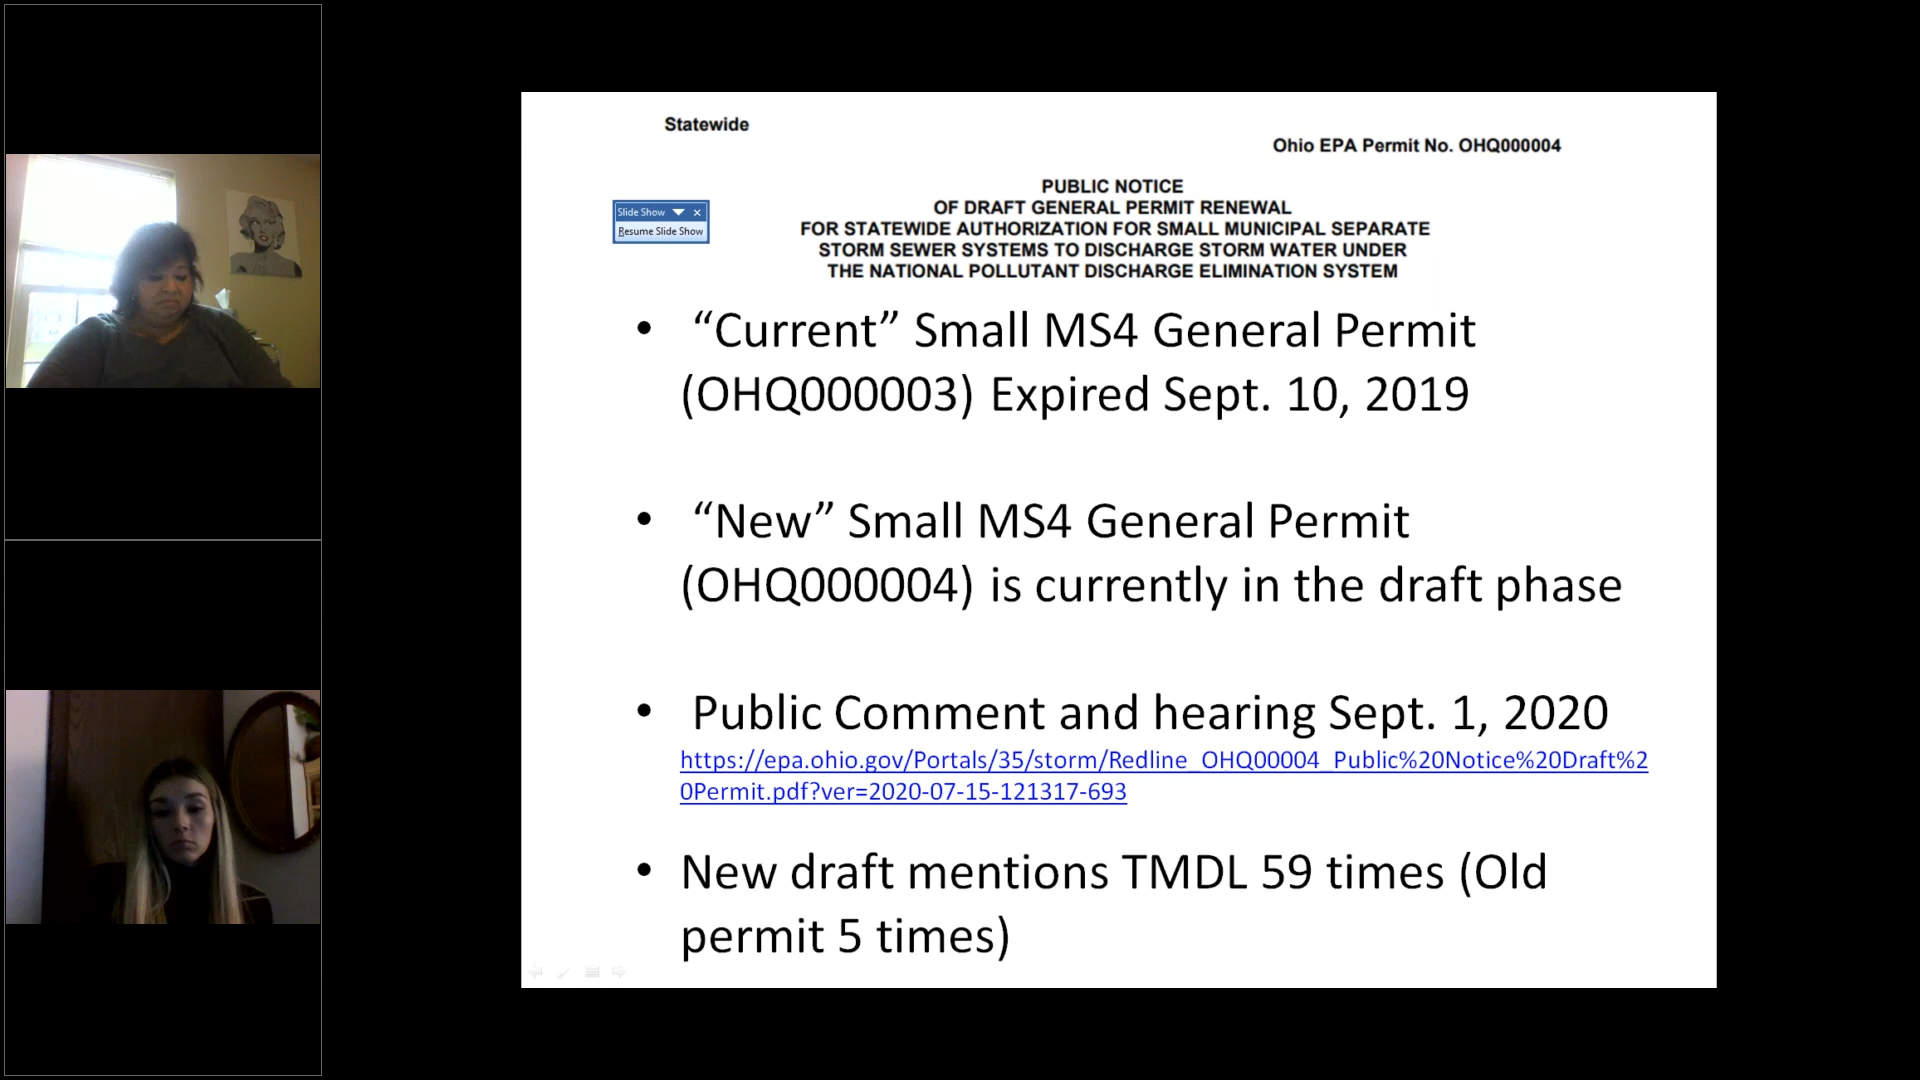 Statewide
Ohio EPA Permit No. OHQ000004
PUBLIC NOTICE
OF DRAFT GENERAL PERMIT RENEWAL
FOR STATEWIDE AUTHORIZATION FOR SMALL MUNICIPAL SEPARATE
STORM SEWER SYSTEMS TO DISCHARGE STORM WATER UNDER
THE NATIONAL POLLUTANT DISCHARGE ELIMINATION SYSTEM
Slide Show
Resume Slide Show
• “Current” Small MS4 General Permit
(OHQ000003) Expired Sept. 10, 2019
• “New” Small MS4 General Permit
(OHQ000004) is currently in the draft phase
• Public Comment and hearing Sept. 1, 2020
https://epa.ohio.gov/Portals/35/storm/Redline_OHQ00004_Public%20Notice%20Draft%2
0Permit.pdf?ver=2020-07-15-121317-693
• New draft mentions TMDL 59 times (Old
permit 5 times)